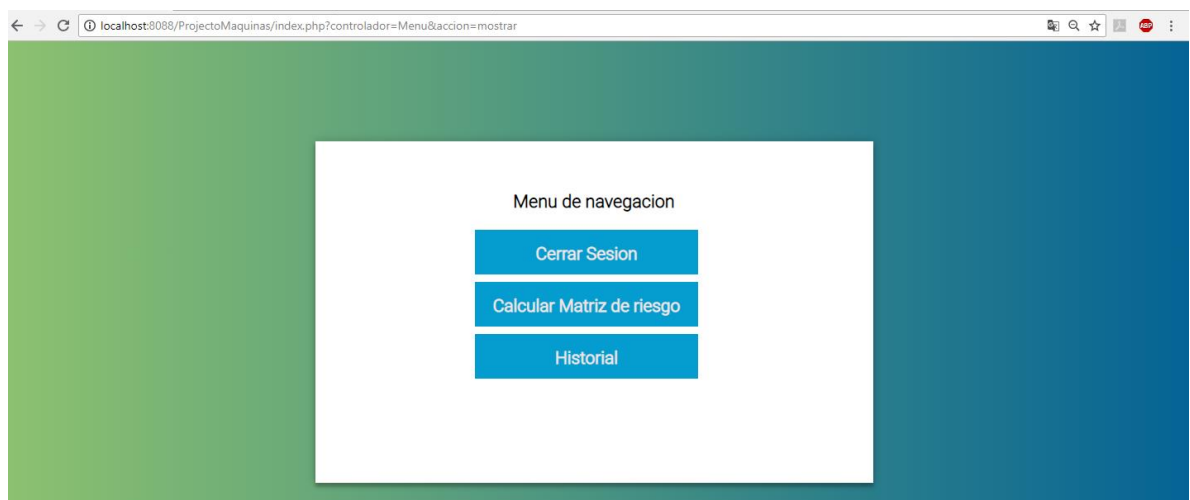 localhost:8088/ProjectoMaquinas/index.php?controlador=Menu&accion=mostrar
ABP
Menu de navegacion
Cerrar Sesion
Calcular Matriz de riesgo
Historial